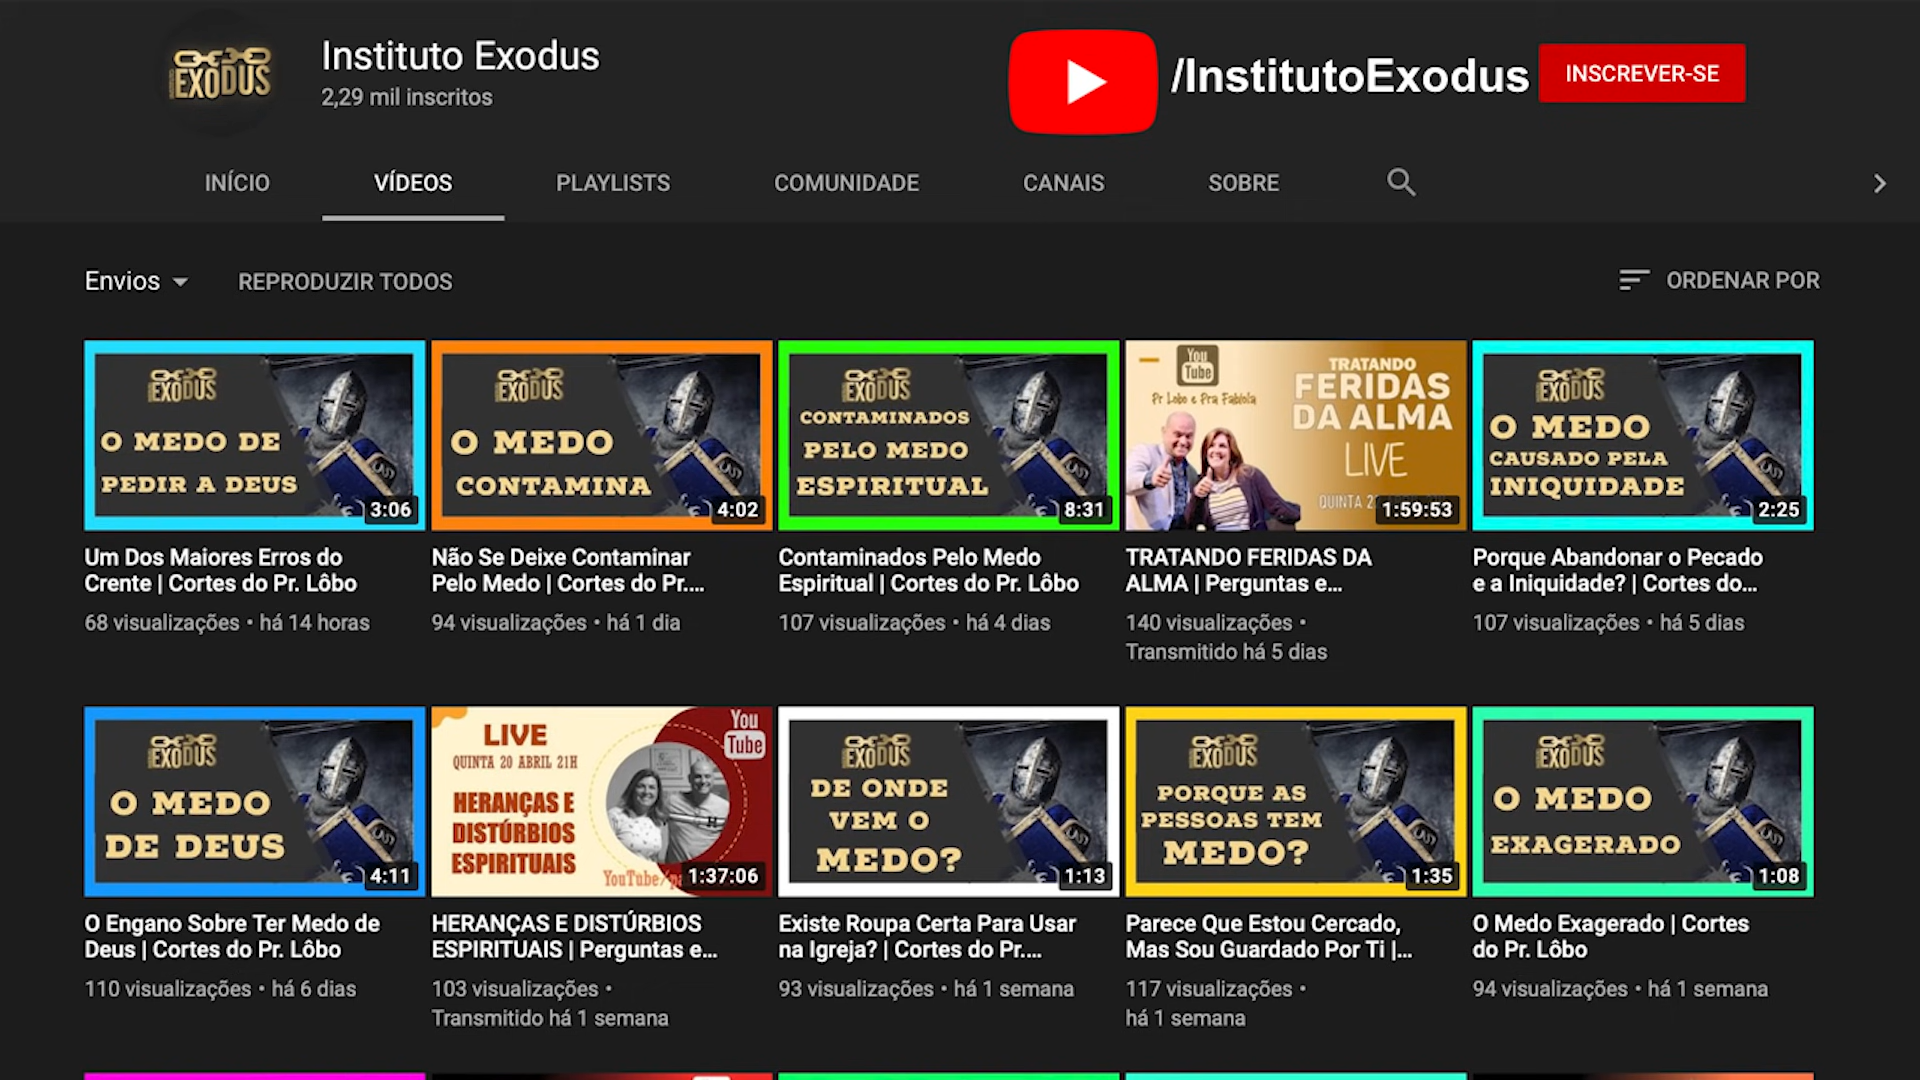 EXODUS
Instituto Exodus
2,29 mil inscritos
/InstitutoExodus
INSCREVER-SE
INÍCIO
VÍDEOS
PLAYLISTS
COMUNIDADE
CANAIS
SOBRE
Envios
REPRODUZIR TODOS
ORDENAR POR
EXODUS
O MEDO DE
PEDIR A DEUS
3:06
EXODUS
O MEDO
CONTAMINA
4:02
EXODUS
CONTAMINADOS
PELO MEDO
ESPIRITUAL
8:31
You
Tube
Pr Lobo e Pra Fabíola
TRATANDO
FERIDAS
DA ALMA
LIVE
QUINTA
1:59:53
EXODUS
O MEDO
CAUSADO PELA
INIQUIDADE
2:25
Um Dos Maiores Erros do
Crente | Cortes do Pr. Lôbo
68 visualizações • há 14 horas
Não Se Deixe Contaminar
Pelo Medo | Cortes do Pr....
94 visualizações • há 1 dia
Contaminados Pelo Medo
Espiritual | Cortes do Pr. Lôbo
107 visualizações • há 4 dias
TRATANDO FERIDAS DA
ALMA | Perguntas e...
140 visualizações •
Transmitido há 5 dias
Porque Abandonar o Pecado
e a Iniquidade? | Cortes do...
107 visualizações • há 5 dias
EXODUS
O MEDO
DE DEUS
4:11
LIVE
QUINTA 20 ABRIL 21H
HERANÇAS E
DISTÚRBIOS
ESPIRITUAIS
You
Tube
1:37:06
EXODUS
DE ONDE
VEM O
MEDO?
1:13
EXODUS
PORQUE AS
PESSOAS TEM
MEDO?
1:35
EXODUS
O MEDO
EXAGERADO
1:08
O Engano Sobre Ter Medo de
Deus | Cortes do Pr. Lôbo
110 visualizações • há 6 dias
HERANÇAS E DISTÚRBIOS
ESPIRITUAIS | Perguntas e...
103 visualizações •
Transmitido há 1 semana
Existe Roupa Certa Para Usar
na Igreja? | Cortes do Pr....
93 visualizações • há 1 semana
Parece Que Estou Cercado,
Mas Sou Guardado Por Ti |...
117 visualizações •
há 1 semana
O Medo Exagerado | Cortes
do Pr. Lôbo
94 visualizações • há 1 semana